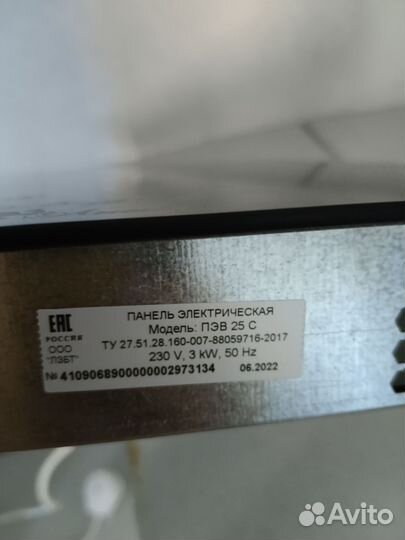 ПАНЕЛЬ ЭЛЕКТРИЧЕСКАЯ
Модель: ПЭВ 25 С
ТУ 27.51.28.160-007-88059716-2017
230 V, 3 kW, 50 Hz
№ 4109068900000002973134 06.2022
ЕАС
РОССИЯ
ООО
"ЛЗБТ"
Avito